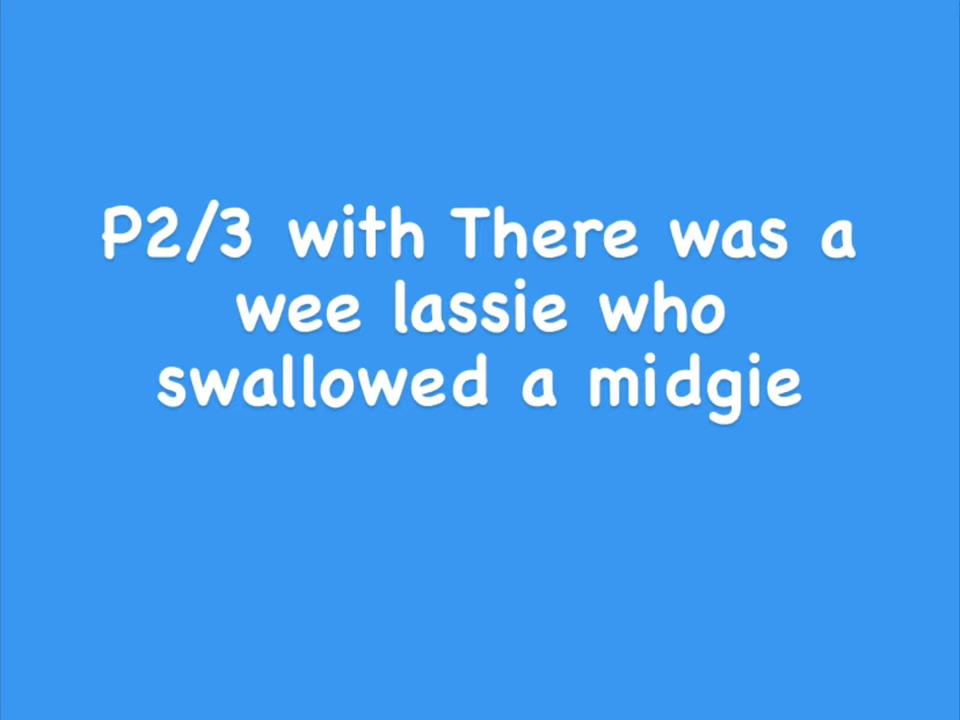 P2/3 with There was a
wee lassie who
swallowed a midgie